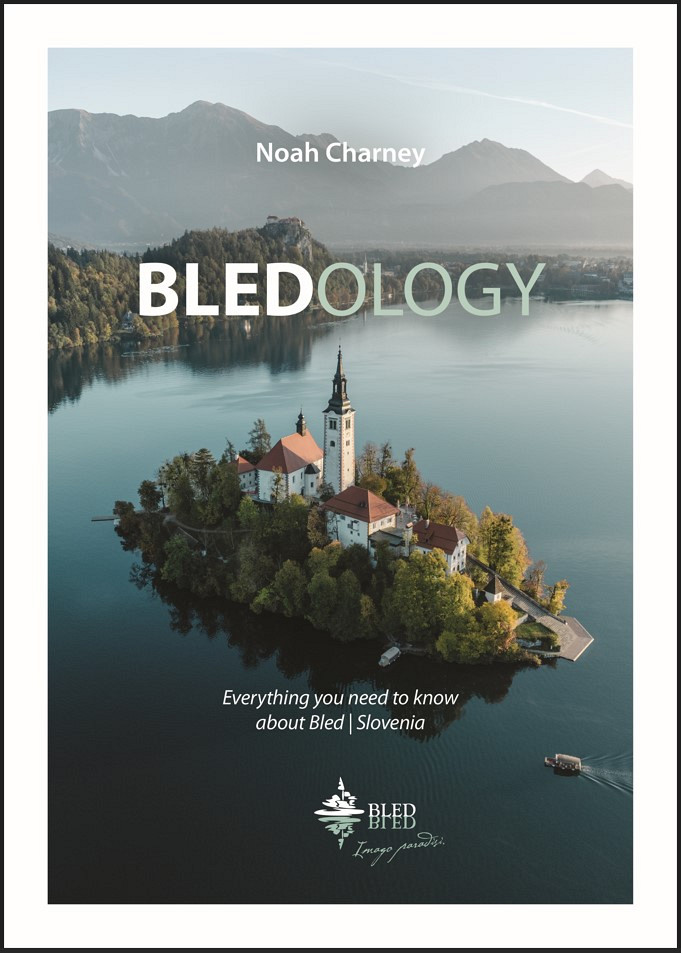 Noah Charney
BLEDOLOGY
Everything you need to know
about Bled | Slovenia
BLED
BLED
Imago paradisi.